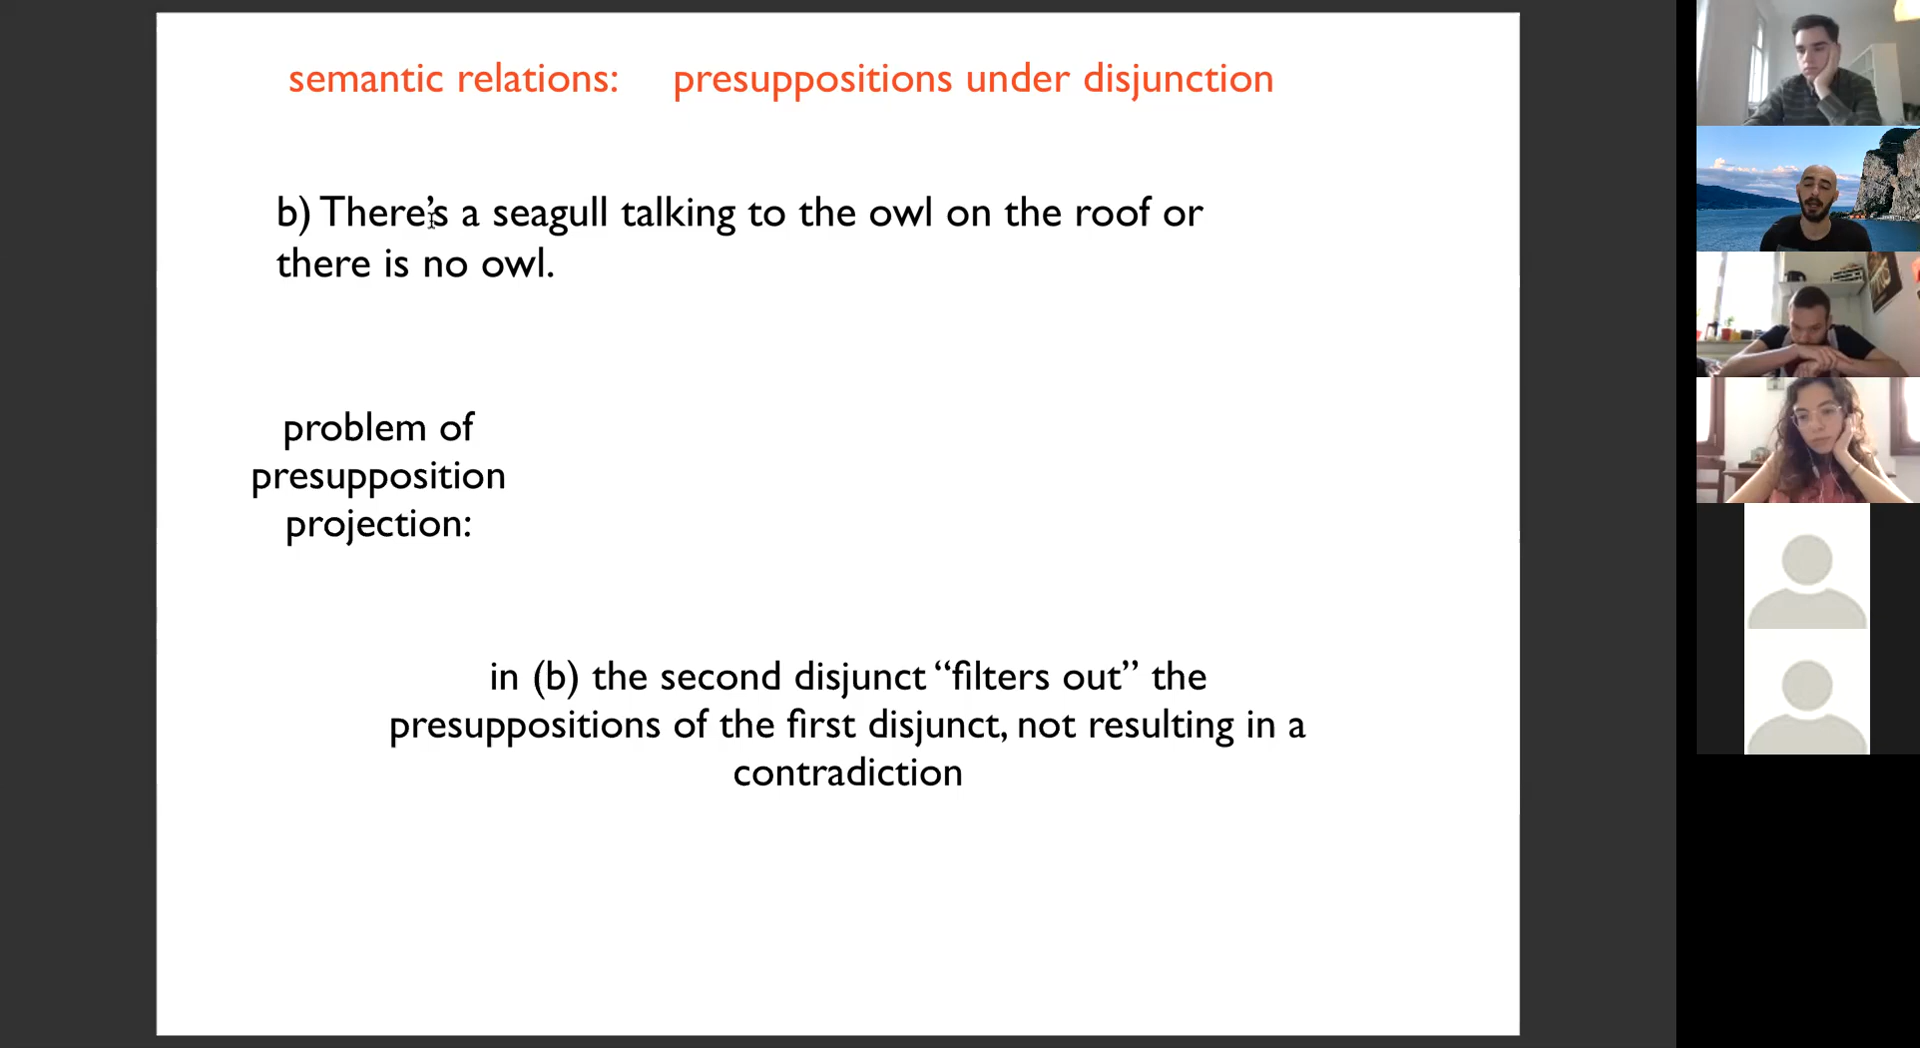 semantic relations: presuppositions under disjunction
b) There’s a seagull talking to the owl on the roof or
there is no owl.
problem of
presupposition
projection:
in (b) the second disjunct “filters out” the
presuppositions of the first disjunct, not resulting in a
contradiction